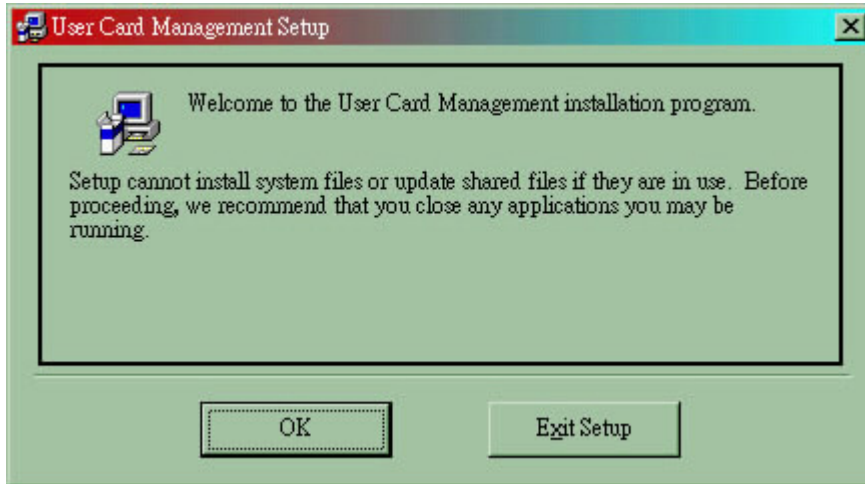 User Card Management Setup
Welcome to the User Card Management installation program.
Setup cannot install system files or update shared files if they are in use.  Before
proceeding, we recommend that you close any applications you may be
running.
OK
Exit Setup